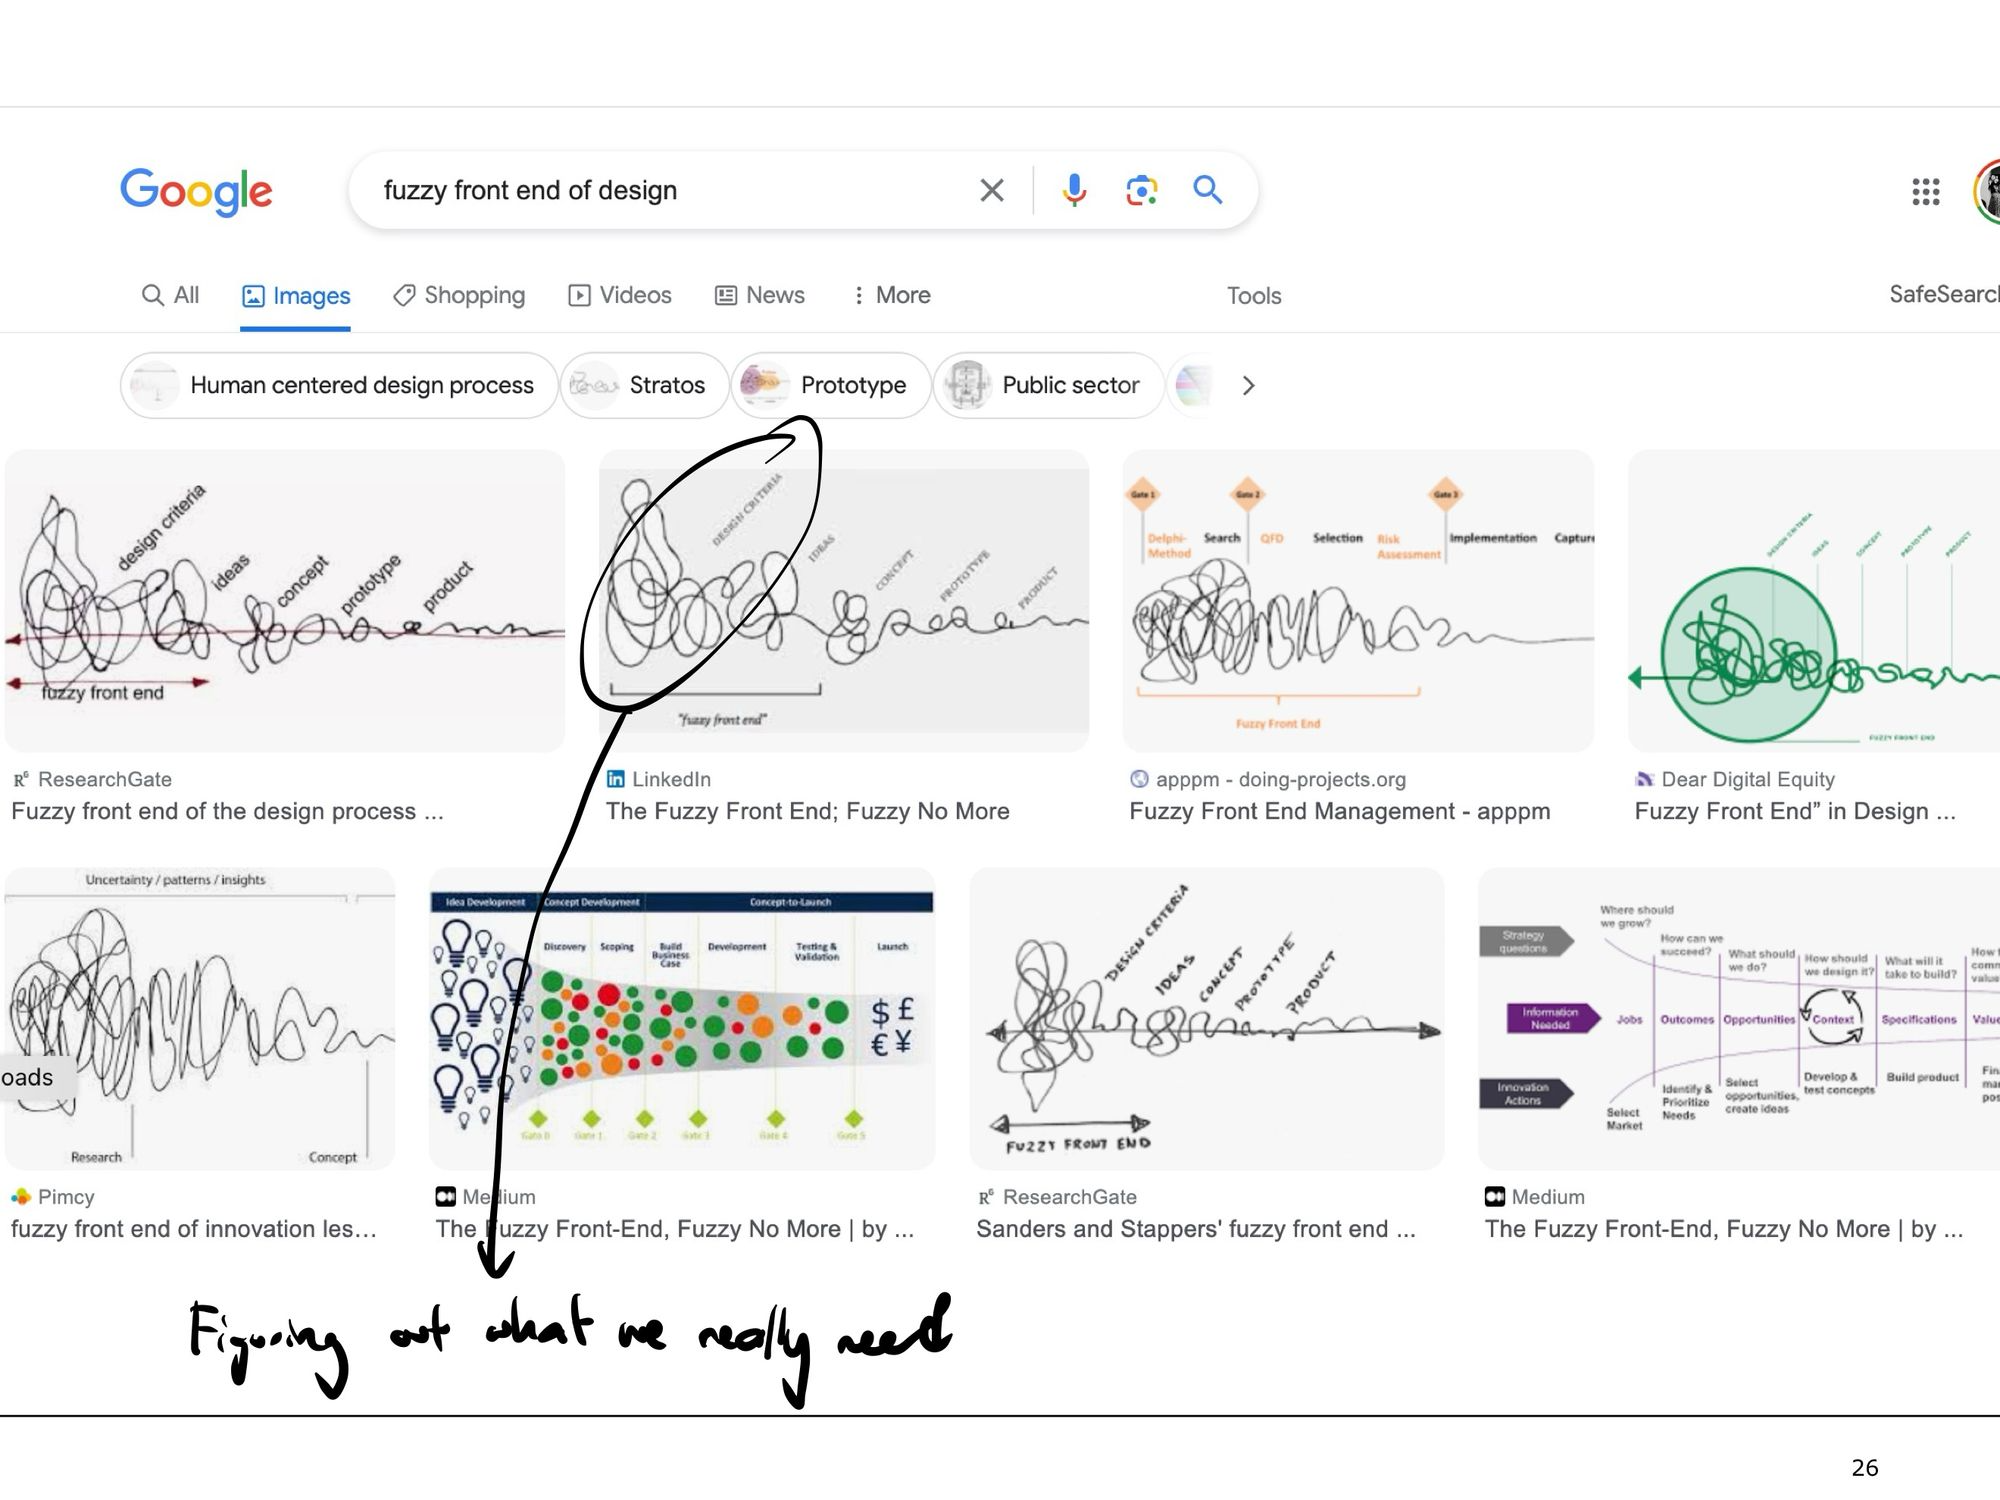 Google
fuzzy front end of design
All
Images
Shopping
Videos
News
More
Tools
SafeSearch
Human centered design process
Stratos
Prototype
Public sector
design criteria
ideas
concept
prototype
product
fuzzy front end
DESIGN CRITERIA
IDEAS
CONCEPT
PROTOTYPE
PRODUCT
"fuzzy front end"
Gate 1
Gate 2
Gate 3
Delphi-
Method
Search
QFD
Selection
Risk
Assessment
Implementation
Capture
Fuzzy Front End
DESIGN CRITERIA
IDEAS
CONCEPT
PROTOTYPE
PRODUCT
FUZZY FRONT END
ResearchGate
Fuzzy front end of the design process ...
LinkedIn
The Fuzzy Front End; Fuzzy No More
apppm - doing-projects.org
Fuzzy Front End Management - apppm
Dear Digital Equity
Fuzzy Front End” in Design ...
Uncertainty / patterns / insights
oads
Research
Concept
Idea Development
Concept Development
Concept-to-Launch
Discovery
Scoping
Build
Business
Case
Development
Testing &
Validation
Launch
$ £
€ ¥
Gate 0
Gate 1
Gate 2
Gate 3
Gate 4
Gate 5
DESIGN CRITERIA
IDEAS
CONCEPT
PROTOTYPE
PRODUCT
FUZZY FRONT END
Strategy
questions
Where should
we grow?
How can we
succeed?
What should
we do?
How should
we design it?
What will it
take to build?
Information
Needed
Jobs
Outcomes
Opportunities
Context
Specifications
Value
Innovation
Actions
Select
Market
Identify &
Prioritize
Needs
Select
opportunities,
create ideas
Develop &
test concepts
Build product
Pimcy
fuzzy front end of innovation les...
Medium
The Fuzzy Front-End, Fuzzy No More | by ...
ResearchGate
Sanders and Stappers' fuzzy front end ...
Medium
The Fuzzy Front-End, Fuzzy No More | by ...
Figuring out what we really need
26